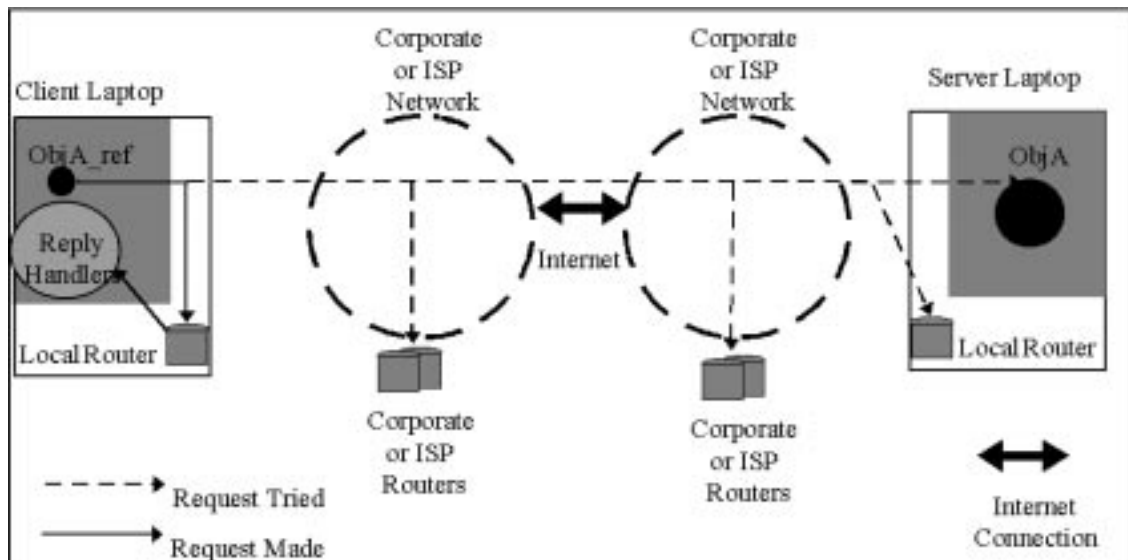 Corporate
or ISP
Network
Corporate
or ISP
Network
Client Laptop
Server Laptop
ObjA_ref
ObjA
Reply
Handlers
Internet
Local Router
Local Router
Corporate
or ISP
Routers
Corporate
or ISP
Routers
Request Tried
Request Made
Internet
Connection